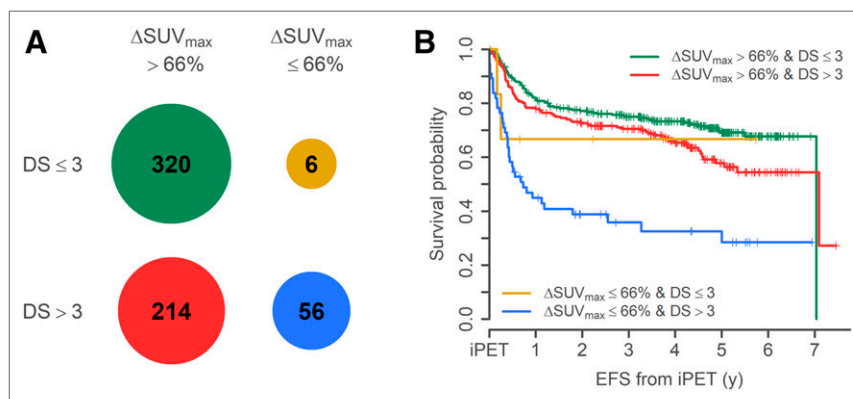 A
ΔSUVmax > 66%
ΔSUVmax ≤ 66%
DS ≤ 3
320
6
DS > 3
214
56
B
Survival probability
1.0
0.8
0.6
0.4
0.2
0.0
ΔSUVmax > 66% & DS ≤ 3
ΔSUVmax > 66% & DS > 3
ΔSUVmax ≤ 66% & DS ≤ 3
ΔSUVmax ≤ 66% & DS > 3
iPET 1 2 3 4 5 6 7
EFS from iPET (y)